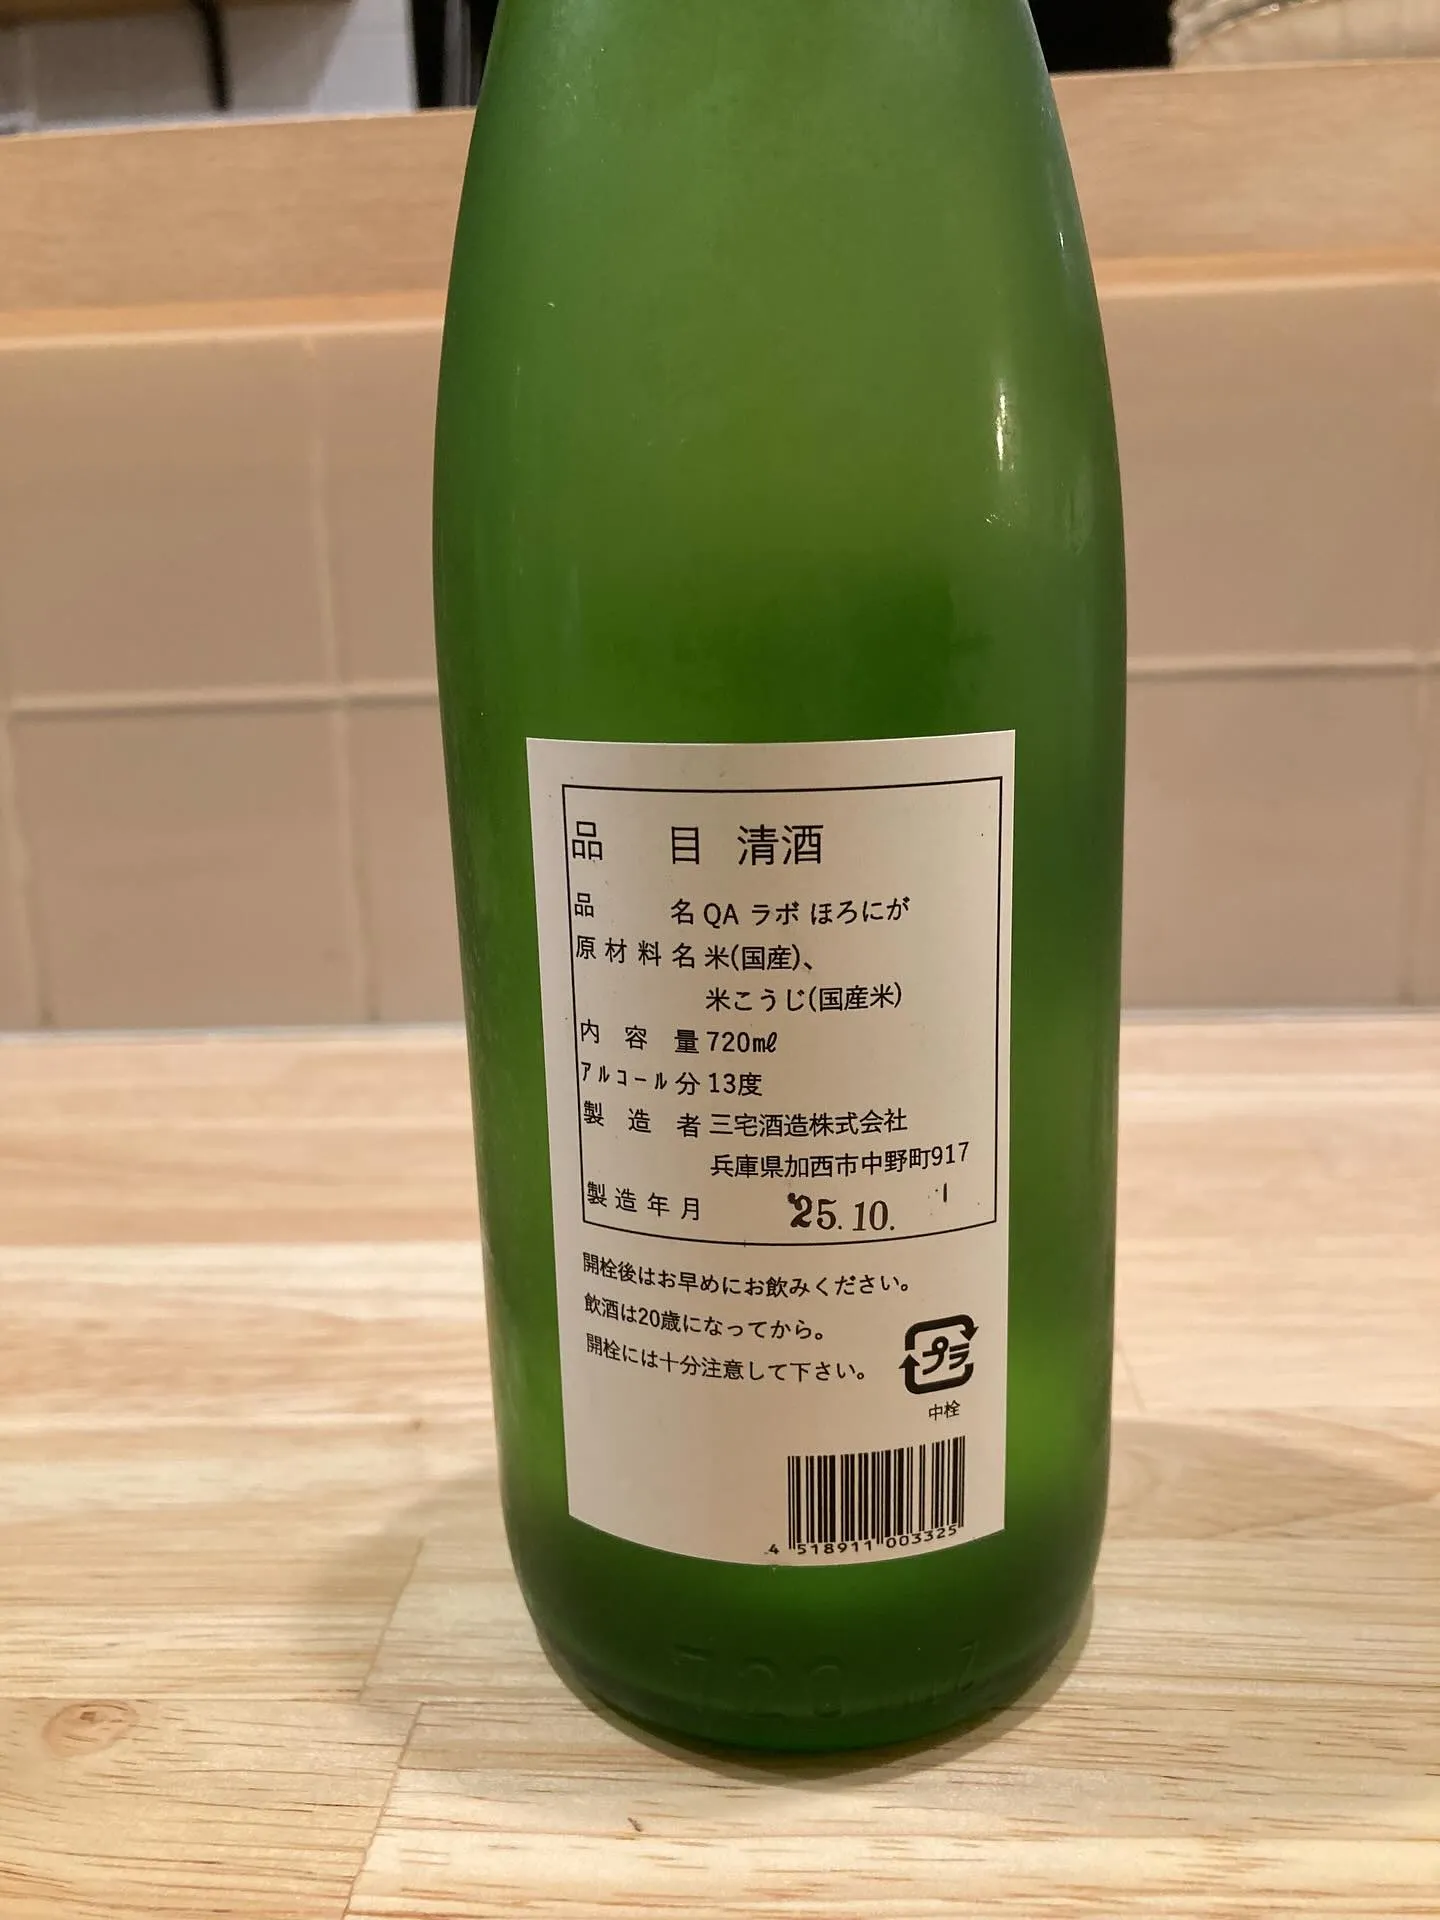 品目 清酒
品名 QA ラボ ほろにが
原材料名 米(国産)、
米こうじ(国産米)
内容量 720㎖
ｱﾙｺｰﾙ分 13度
製造者 三宅酒造株式会社
兵庫県加西市中野町917
製造年月 '25.10.
開栓後はお早めにお飲みください。
飲酒は20歳になってから。
開栓には十分注意して下さい。
プラ
中栓
4 518911 003325
720 ml